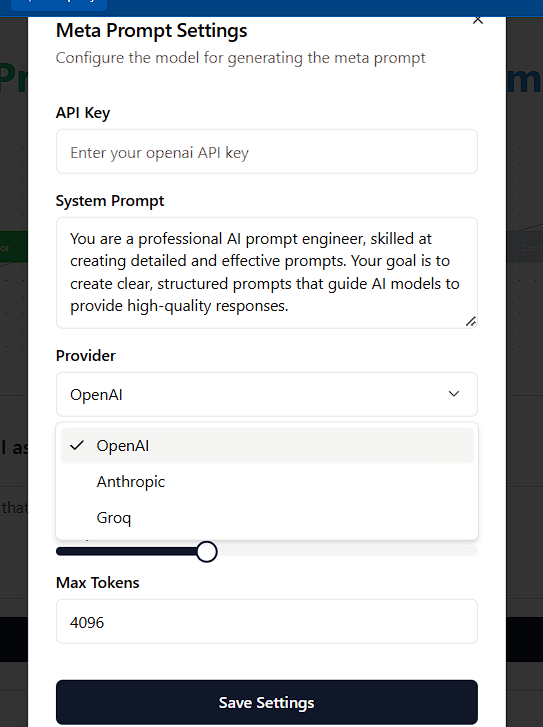 Meta Prompt Settings
Configure the model for generating the meta prompt
API Key
Enter your openai API key
System Prompt
You are a professional AI prompt engineer, skilled at
creating detailed and effective prompts. Your goal is to
create clear, structured prompts that guide AI models to
provide high-quality responses.
Provider
OpenAI
OpenAI
Anthropic
Groq
that
Max Tokens
4096
Save Settings